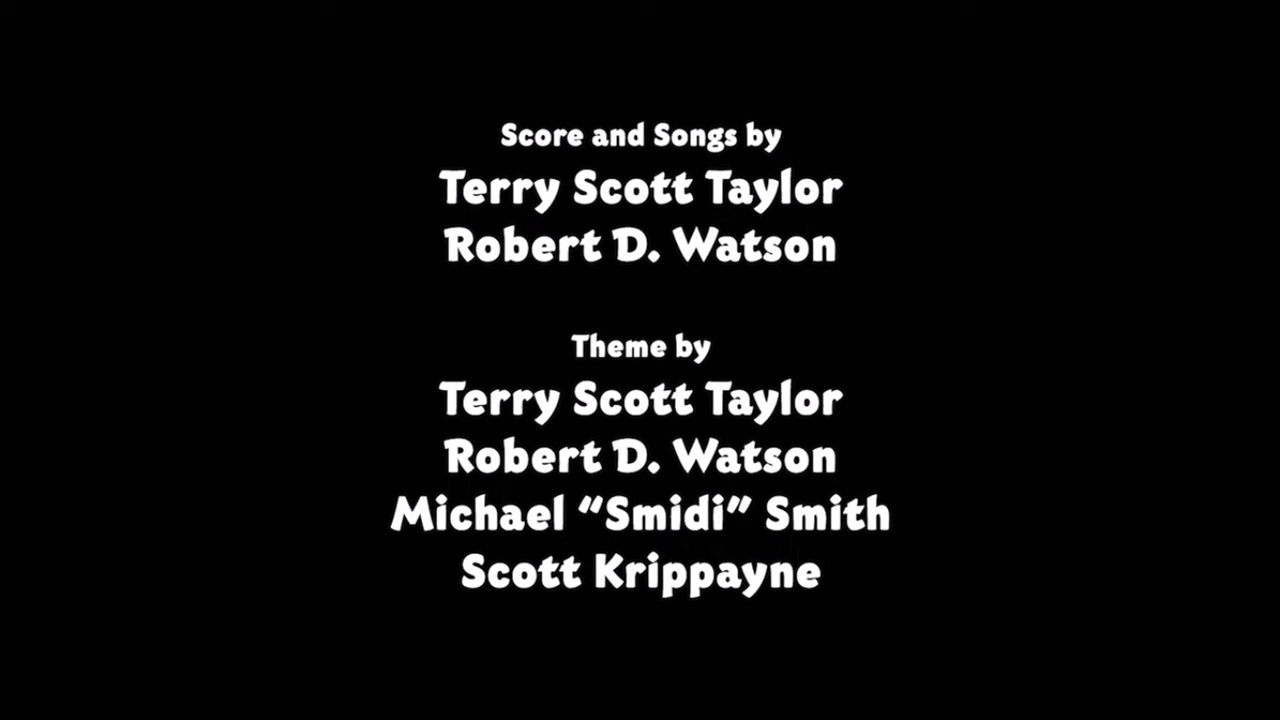 Score and Songs by
Terry Scott Taylor
Robert D. Watson
Theme by
Terry Scott Taylor
Robert D. Watson
Michael “Smidi” Smith
Scott Krippayne